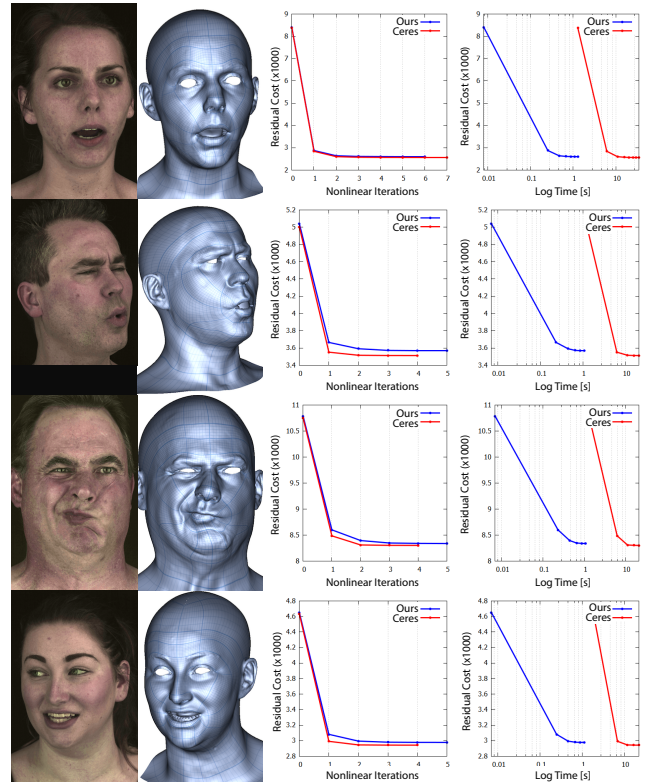 Residual Cost (x1000)
9
8
7
6
5
4
3
2
Ours
Ceres
0 1 2 3 4 5 6 7
Nonlinear Iterations
Residual Cost (x1000)
9
8
7
6
5
4
3
2
Ours
Ceres
0.01 0.1 1 10
Log Time [s]
Residual Cost (x1000)
5.2
5
4.8
4.6
4.4
4.2
4
3.8
3.6
3.4
Ours
Ceres
0 1 2 3 4 5
Nonlinear Iterations
Residual Cost (x1000)
5.2
5
4.8
4.6
4.4
4.2
4
3.8
3.6
3.4
Ours
Ceres
0.01 0.1 1 10
Log Time [s]
Residual Cost (x1000)
11
10.5
10
9.5
9
8.5
8
Ours
Ceres
0 1 2 3 4 5
Nonlinear Iterations
Residual Cost (x1000)
11
10.5
10
9.5
9
8.5
8
Ours
Ceres
0.01 0.1 1 10
Log Time [s]
Residual Cost (x1000)
4.8
4.6
4.4
4.2
4
3.8
3.6
3.4
3.2
3
2.8
Ours
Ceres
0 1 2 3 4 5
Nonlinear Iterations
Residual Cost (x1000)
4.8
4.6
4.4
4.2
4
3.8
3.6
3.4
3.2
3
2.8
Ours
Ceres
0.01 0.1 1 10
Log Time [s]